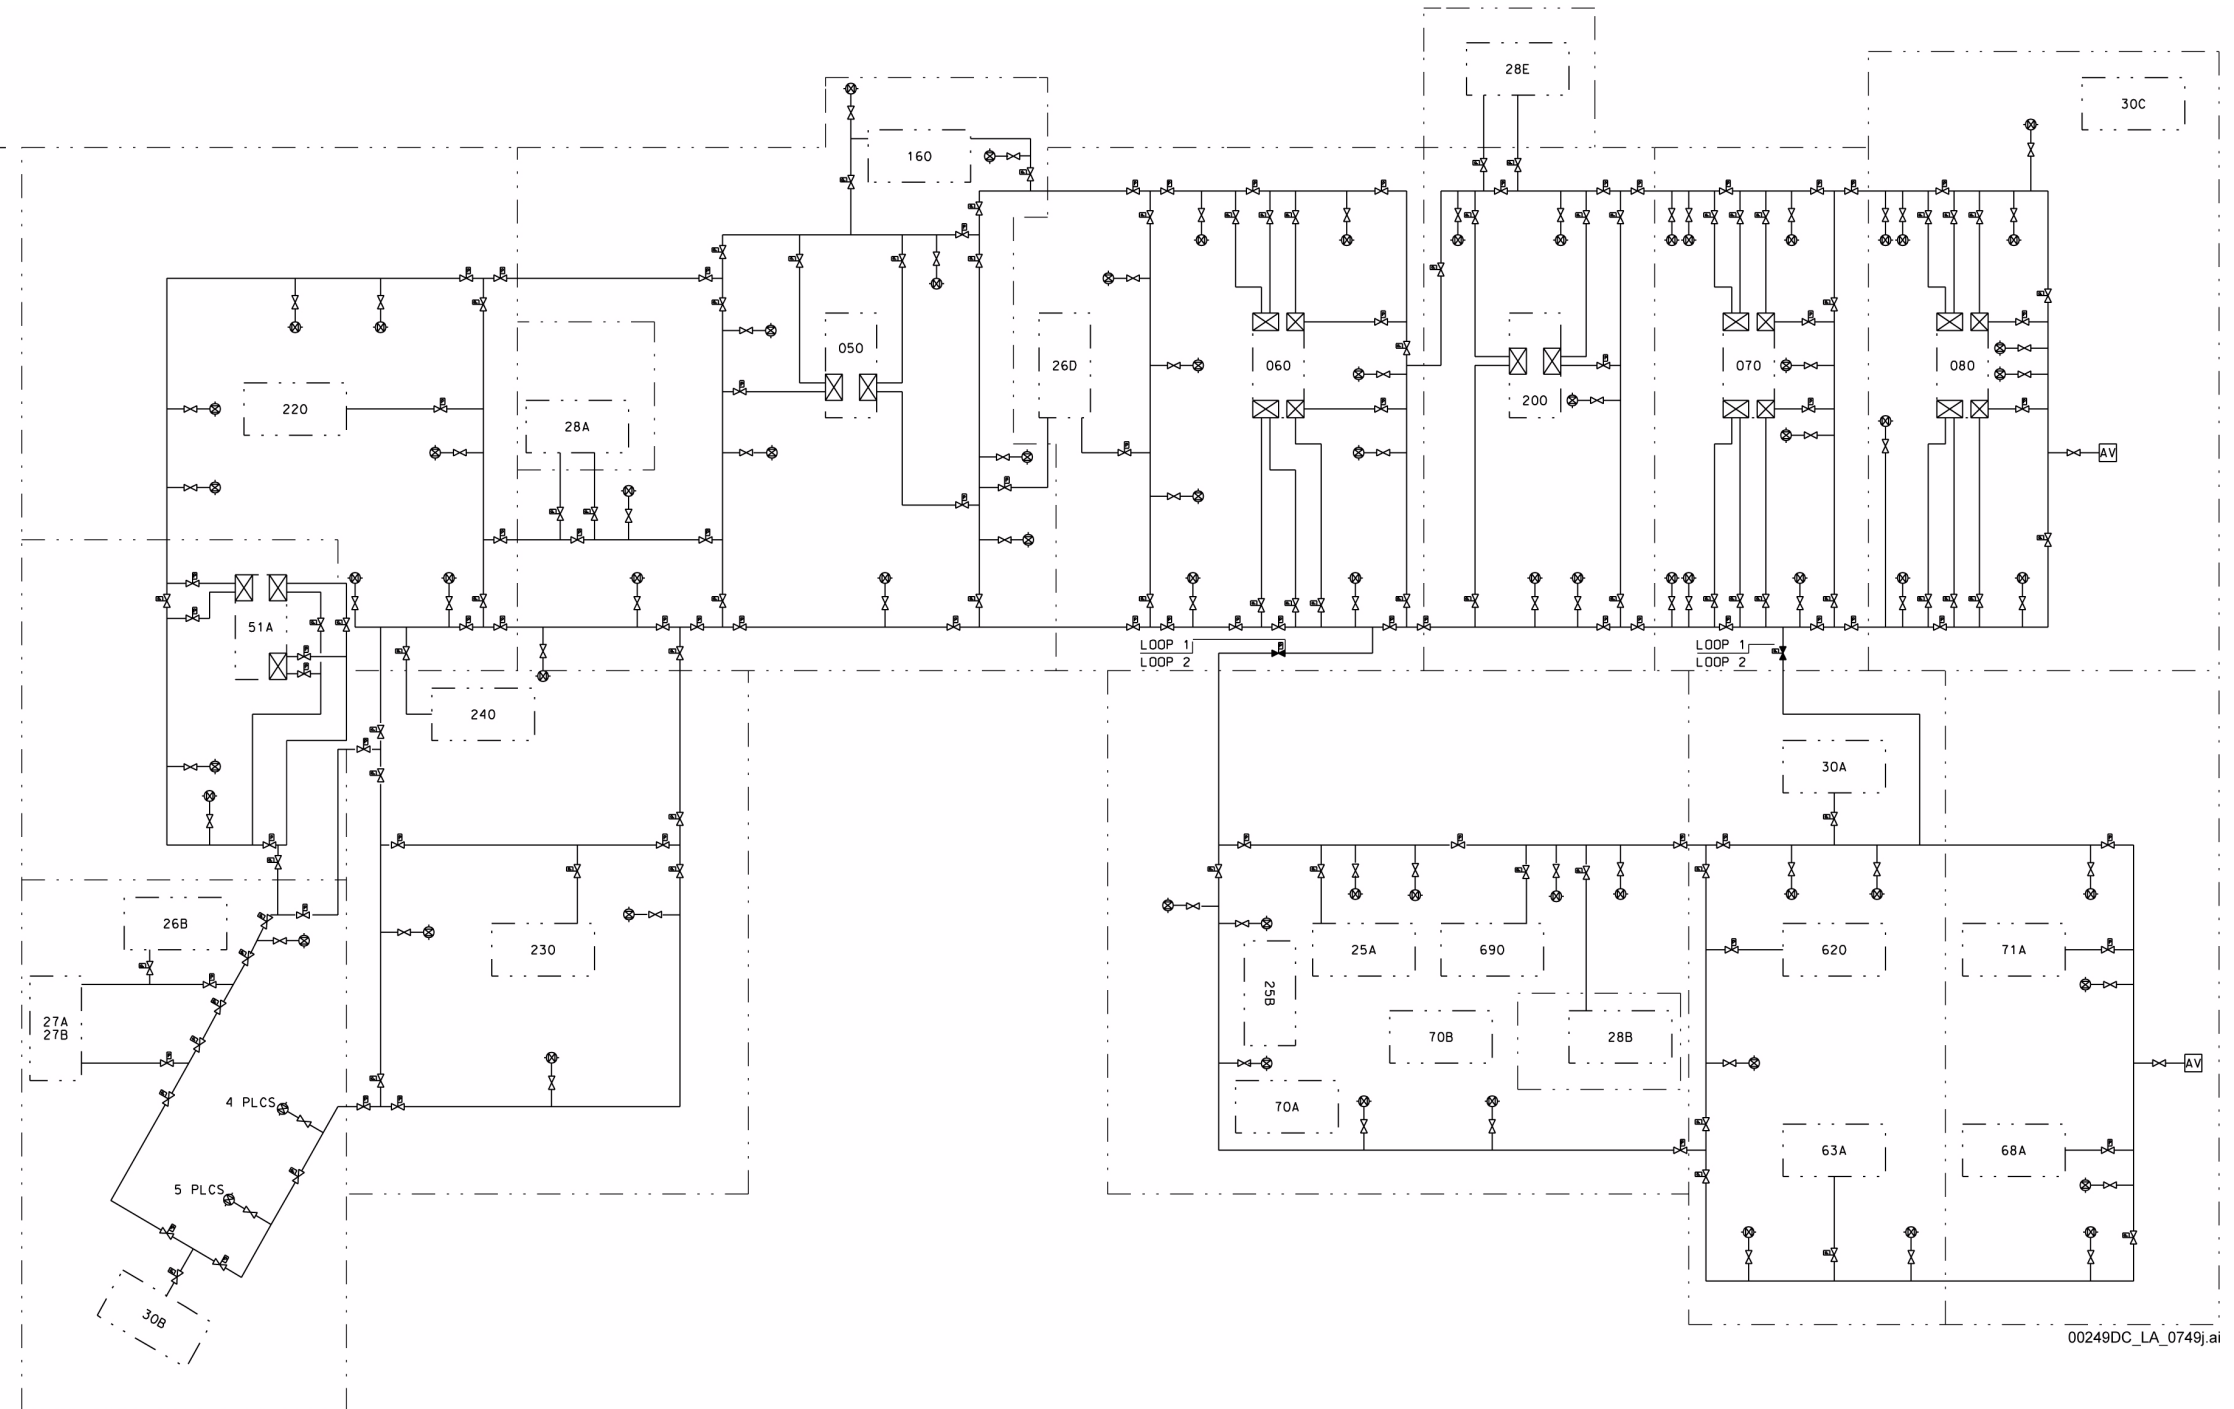 28E
30C
160
050
26D
060
200
070
080
220
28A
AV
51A
LOOP 1
LOOP 2
LOOP 1
LOOP 2
240
30A
26B
230
25A
690
620
71A
25B
27A
27B
70B
28B
AV
4 PLCS
70A
63A
68A
5 PLCS
30B
00249DC_LA_0749j.ai